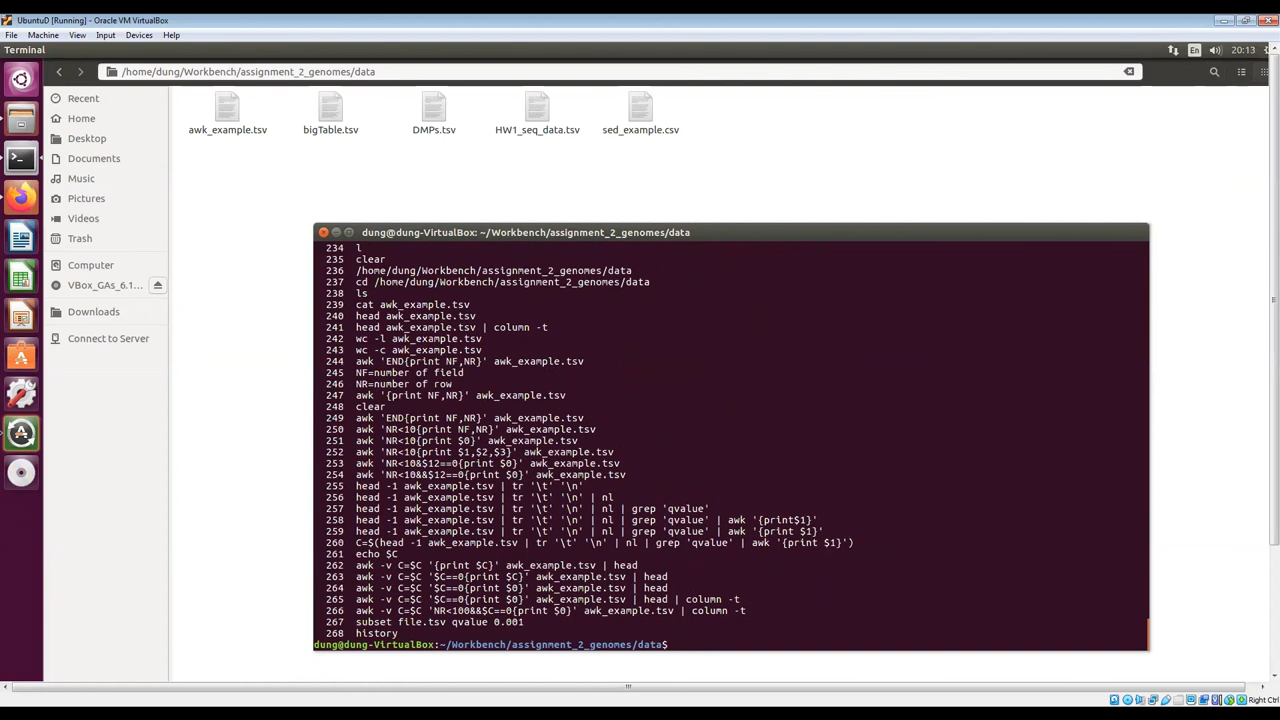 UbuntuD [Running] - Oracle VM VirtualBox
File Machine View Input Devices Help
Terminal
En
20:13
/home/dung/Workbench/assignment_2_genomes/data
Recent
Home
Desktop
Documents
Music
Pictures
Videos
Trash
Computer
VBox_GAs_6.1...
Downloads
Connect to Server
awk_example.tsv
bigTable.tsv
DMPs.tsv
HW1_seq_data.tsv
sed_example.csv
dung@dung-VirtualBox: ~/Workbench/assignment_2_genomes/data
234 l
235 clear
236 /home/dung/Workbench/assignment_2_genomes/data
237 cd /home/dung/Workbench/assignment_2_genomes/data
238 ls
239 cat awk_example.tsv
240 head awk_example.tsv
241 head awk_example.tsv | column -t
242 wc -l awk_example.tsv
243 wc -c awk_example.tsv
244 awk 'END{print NF,NR}' awk_example.tsv
245 NF=number of field
246 NR=number of row
247 awk '{print NF,NR}' awk_example.tsv
248 clear
249 awk 'END{print NF,NR}' awk_example.tsv
250 awk 'NR<10{print NF,NR}' awk_example.tsv
251 awk 'NR<10{print $0}' awk_example.tsv
252 awk 'NR<10{print $1,$2,$3}' awk_example.tsv
253 awk 'NR<10&$12==0{print $0}' awk_example.tsv
254 awk 'NR<10&&$12==0{print $0}' awk_example.tsv
255 head -1 awk_example.tsv | tr '\t' '\n'
256 head -1 awk_example.tsv | tr '\t' '\n' | nl
257 head -1 awk_example.tsv | tr '\t' '\n' | nl | grep 'qvalue'
258 head -1 awk_example.tsv | tr '\t' '\n' | nl | grep 'qvalue' | awk '{print$1}'
259 head -1 awk_example.tsv | tr '\t' '\n' | nl | grep 'qvalue' | awk '{print $1}'
260 C=$(head -1 awk_example.tsv | tr '\t' '\n' | nl | grep 'qvalue' | awk '{print $1}')
261 echo $C
262 awk -v C=$C '{print $C}' awk_example.tsv | head
263 awk -v C=$C '$C==0{print $C}' awk_example.tsv | head
264 awk -v C=$C '$C==0{print $0}' awk_example.tsv | head
265 awk -v C=$C '$C==0{print $0}' awk_example.tsv | head | column -t
266 awk -v C=$C 'NR<100&&$C==0{print $0}' awk_example.tsv | column -t
267 subset file.tsv qvalue 0.001
268 history
dung@dung-VirtualBox:~/Workbench/assignment_2_genomes/data$
Right Ctrl